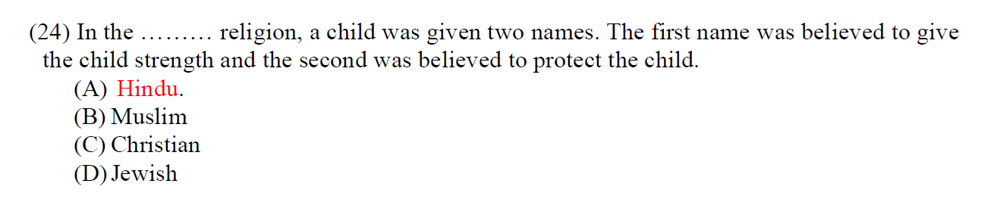 (24) In the ......... religion, a child was given two names. The first name was believed to give
the child strength and the second was believed to protect the child.
(A) Hindu.
(B) Muslim
(C) Christian
(D) Jewish